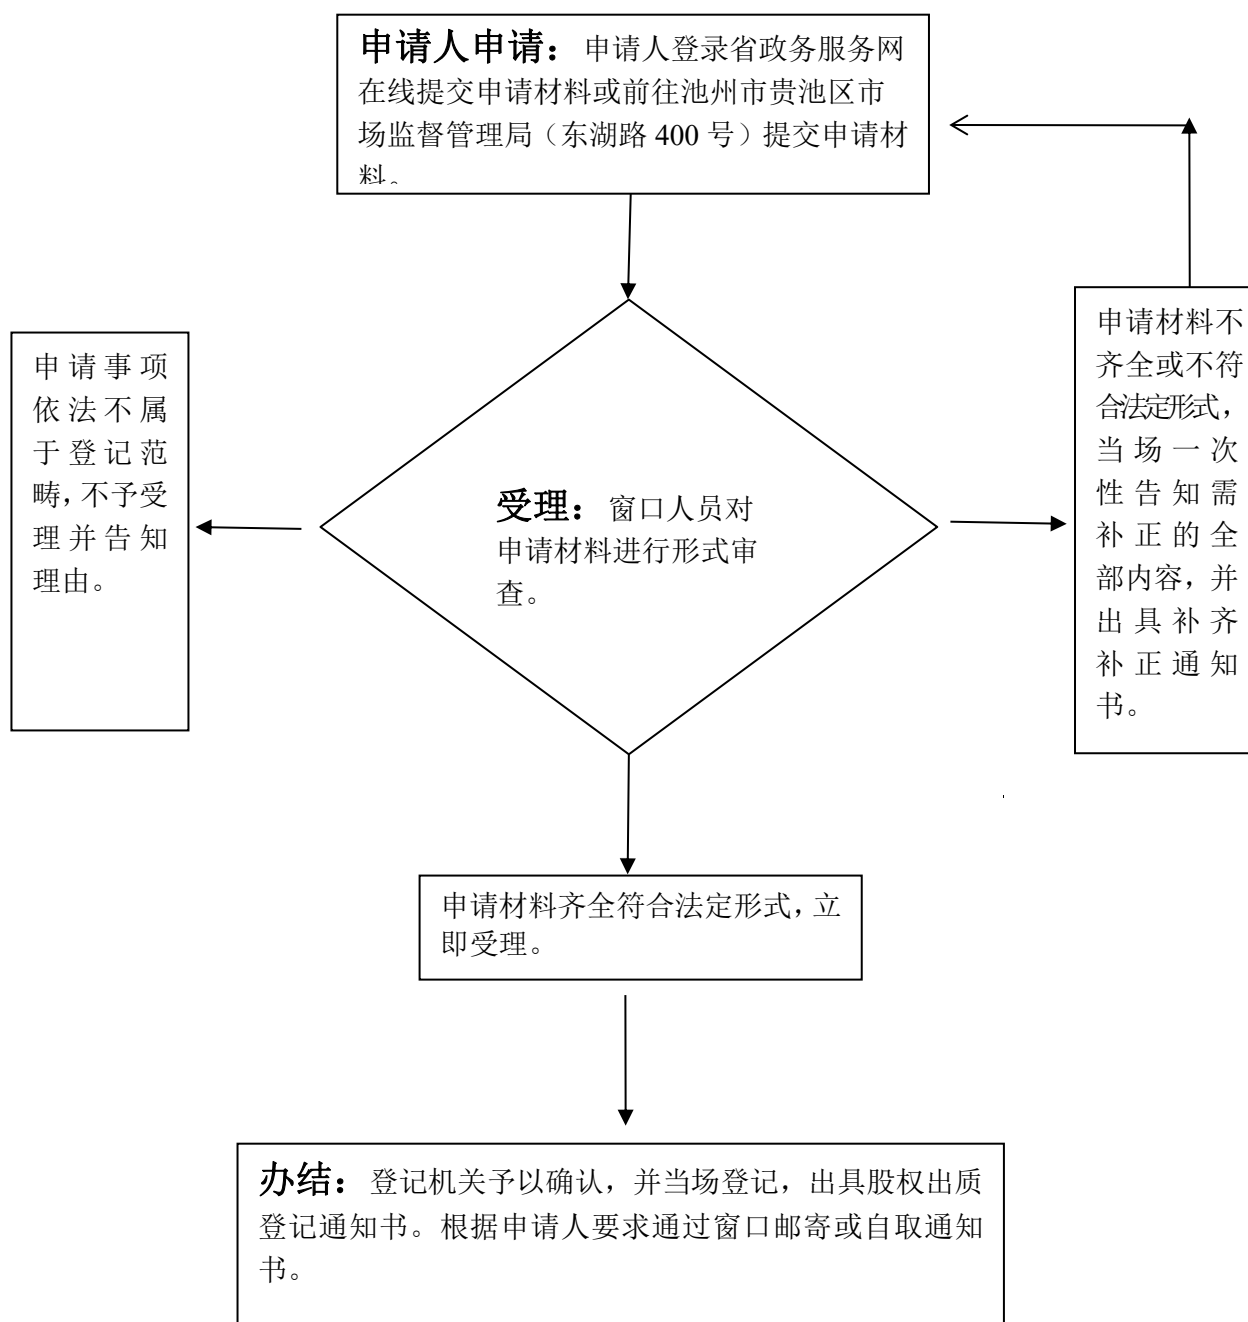 申请人申请：申请人登录省政务服务网
在线提交申请材料或前往池州市贵池区市
场监督管理局（东湖路 400 号）提交申请材
料。
申请事项
依法不属
于登记范
畴，不予受
理并告知
理由。
受理：窗口人员对
申请材料进行形式审
查。
申请材料不
齐全或不符
合法定形式，
当场一次
性告知需
补正的全
部内容，并
出具补齐
补正通知
书。
申请材料齐全符合法定形式，立
即受理。
办结：登记机关予以确认，并当场登记，出具股权出质
登记通知书。根据申请人要求通过窗口邮寄或自取通知
书。